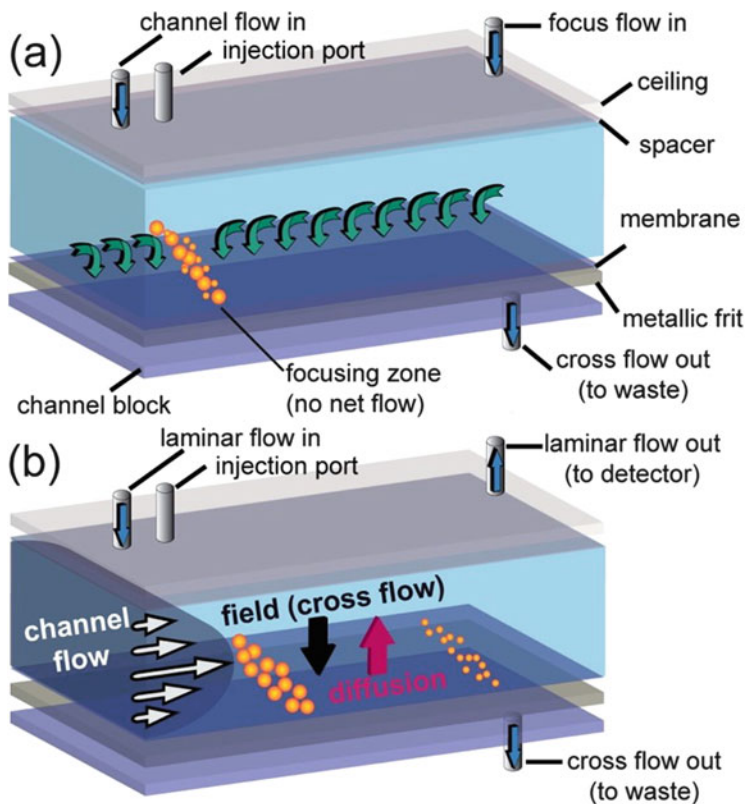 (a)
channel flow in
injection port
focus flow in
ceiling
spacer
membrane
metallic frit
cross flow out
(to waste)
focusing zone
(no net flow)
channel block
(b)
laminar flow in
injection port
laminar flow out
(to detector)
field (cross flow)
channel
flow
diffusion
cross flow out
(to waste)